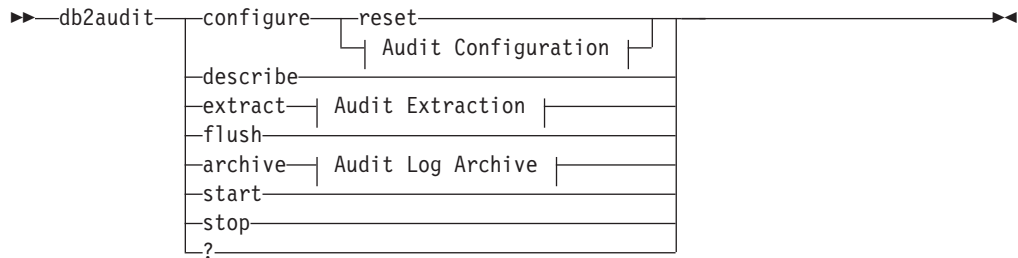 db2audit configure reset
Audit Configuration
describe
extract Audit Extraction
flush
archive Audit Log Archive
start
stop
?